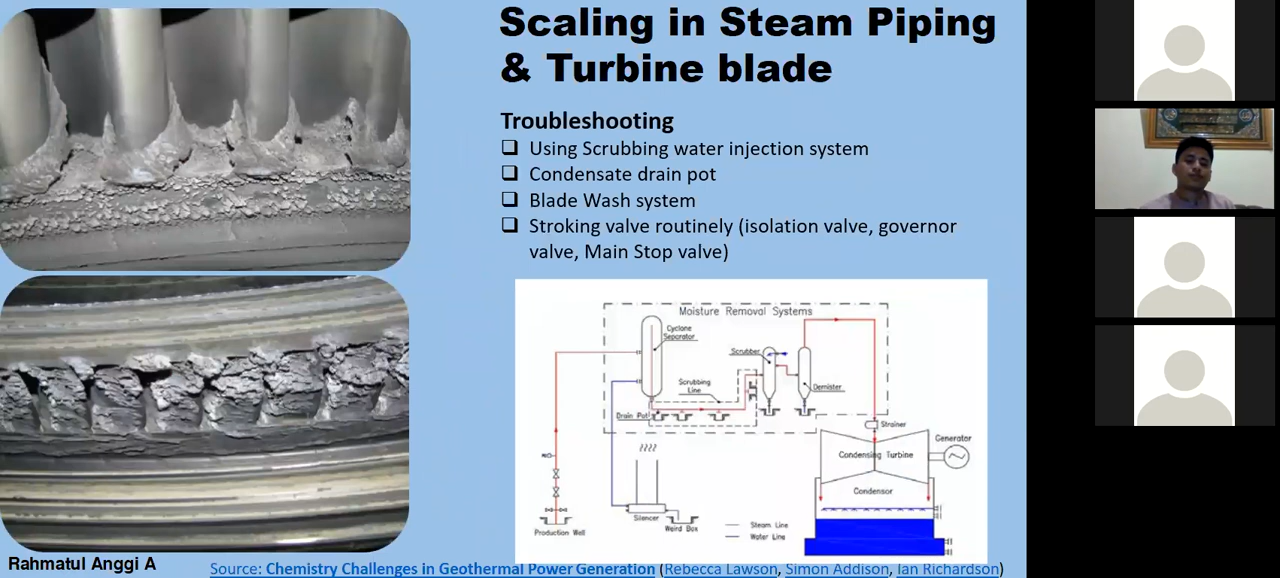 Scaling in Steam Piping
& Turbine blade
Troubleshooting
Using Scrubbing water injection system
Condensate drain pot
Blade Wash system
Stroking valve routinely (isolation valve, governor
valve, Main Stop valve)
Moisture Removal Systems
Cyclone
Separator
Scrubber
Scrubbing
Line
Demister
Drain Pot
Strainer
Generator
Condensing Turbine
Condensor
Silencer
Weird Box
Production Well
Steam Line
Water Line
Rahmatul Anggi A
Source: Chemistry Challenges in Geothermal Power Generation (Rebecca Lawson, Simon Addison, Ian Richardson)